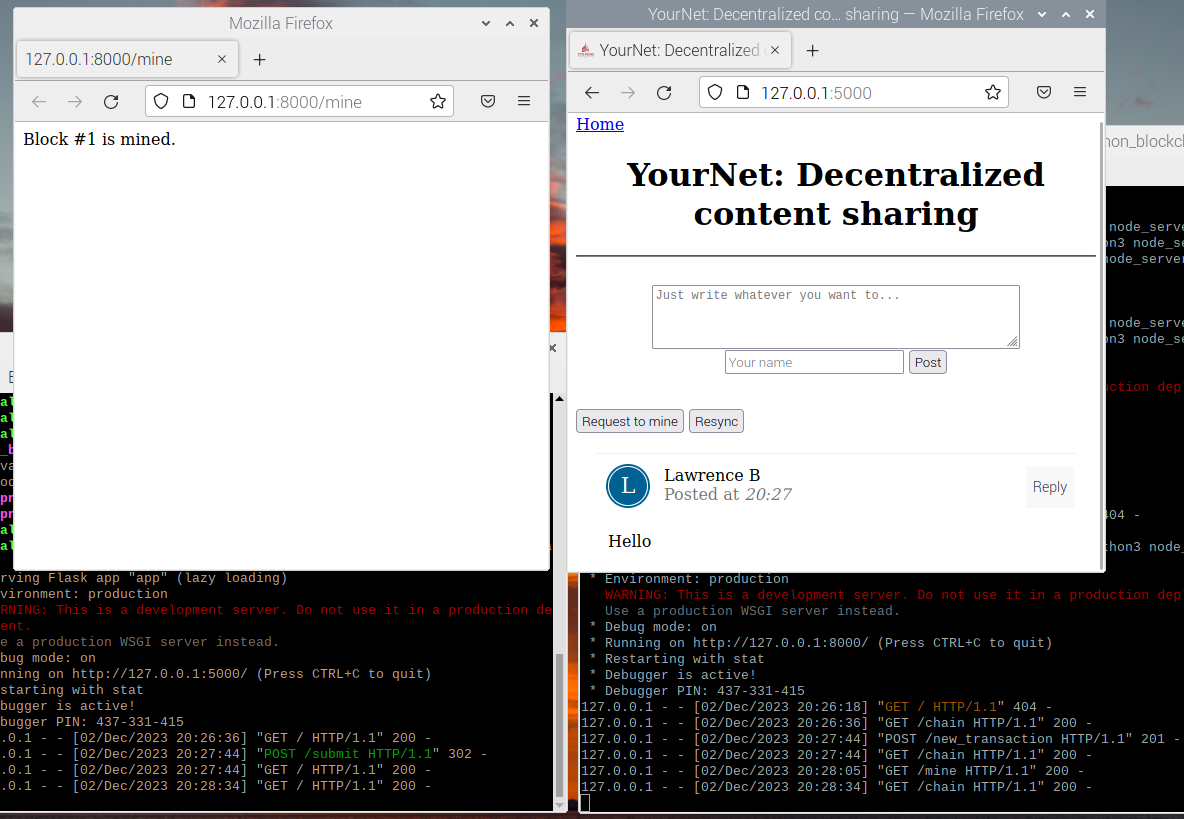 Mozilla Firefox
127.0.0.1:8000/mine
127.0.0.1:8000/mine
Block #1 is mined.
YourNet: Decentralized co... sharing — Mozilla Firefox
YourNet: Decentralized
127.0.0.1:5000
Home
YourNet: Decentralized
content sharing
Just write whatever you want to...
Your name
Post
Request to mine
Resync
L
Lawrence B
Posted at 20:27
Reply
Hello
rving Flask app "app" (lazy loading)
vironment: production
RNING: This is a development server. Do not use it in a production de
ent.
e a production WSGI server instead.
bug mode: on
nning on http://127.0.0.1:5000/ (Press CTRL+C to quit)
starting with stat
bugger is active!
bugger PIN: 437-331-415
.0.1 - - [02/Dec/2023 20:26:36] "GET / HTTP/1.1" 200 -
.0.1 - - [02/Dec/2023 20:27:44] "POST /submit HTTP/1.1" 302 -
.0.1 - - [02/Dec/2023 20:27:44] "GET / HTTP/1.1" 200 -
.0.1 - - [02/Dec/2023 20:28:34] "GET / HTTP/1.1" 200 -
hon_blockc
node_serve
on3 node_se
node_server
node_serve
on3 node_se
ction depl
404 -
hon3 node_
* Environment: production
WARNING: This is a development server. Do not use it in a production depl
Use a production WSGI server instead.
* Debug mode: on
* Running on http://127.0.0.1:8000/ (Press CTRL+C to quit)
* Restarting with stat
* Debugger is active!
* Debugger PIN: 437-331-415
127.0.0.1 - - [02/Dec/2023 20:26:18] "GET / HTTP/1.1" 404 -
127.0.0.1 - - [02/Dec/2023 20:26:36] "GET /chain HTTP/1.1" 200 -
127.0.0.1 - - [02/Dec/2023 20:27:44] "POST /new_transaction HTTP/1.1" 201 -
127.0.0.1 - - [02/Dec/2023 20:27:44] "GET /chain HTTP/1.1" 200 -
127.0.0.1 - - [02/Dec/2023 20:28:05] "GET /mine HTTP/1.1" 200 -
127.0.0.1 - - [02/Dec/2023 20:28:34] "GET /chain HTTP/1.1" 200 -